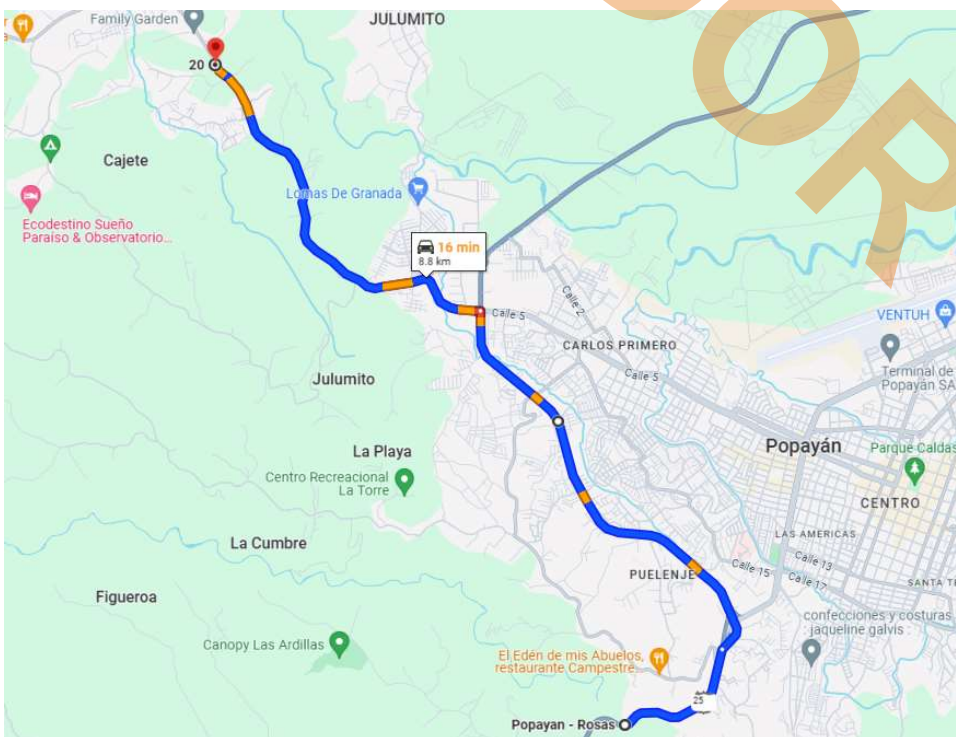 Family Garden
JULUMITO
20
Cajete
Lomas De Granada
Ecodestino Sueño
Paraiso & Observatorio...
16 min
8.8 km
Calle 5
Calle 2
VENTUH
CARLOS PRIMERO
Calle 5
Terminal de
Popayán SA
Julumito
La Playa
Popayán
Parque Caldas
Centro Recreacional
La Torre
CENTRO
La Cumbre
LAS AMERICAS
Calle 13
Calle 15
Calle 17
PUELENJE
SANTA TE
Figueroa
confecciones y costuras
jaqueline galvis
Canopy Las Ardillas
El Edén de mis Abuelos,
restaurante Campestre...
25
Popayan - Rosas
OR